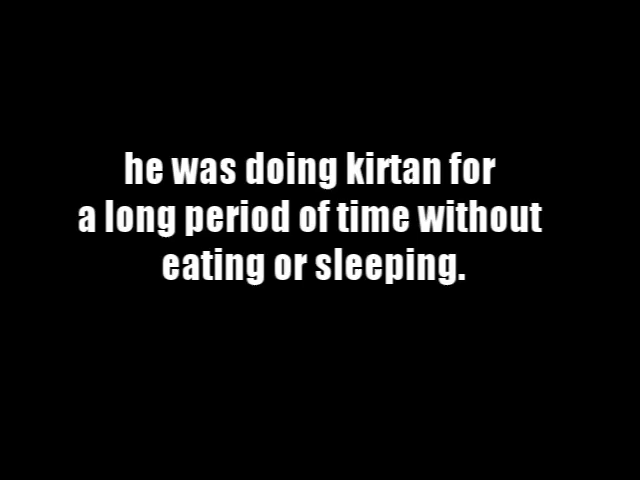 he was doing kirtan for
a long period of time without
eating or sleeping.